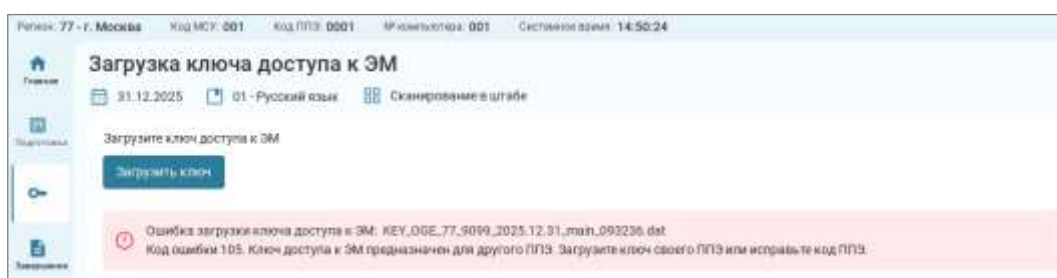 Регион: 77 - г. Москва Код МСУ: 001 Код ППЭ: 0001 № компьютера: 001 Системное время: 14:50:24
Главная
Загрузка ключа доступа к ЭМ
31.12.2025 01 - Русский язык Сканирование в штабе
Подготовка
Загрузите ключ доступа к ЭМ
Загрузить ключ
Ошибка загрузки ключа доступа к ЭМ: KEY_OGE_77_9099_2025.12.31_main_093236.dat
Код ошибки 105. Ключ доступа к ЭМ предназначен для другого ППЭ. Загрузите ключ своего ППЭ или исправьте код ППЭ.
Завершение